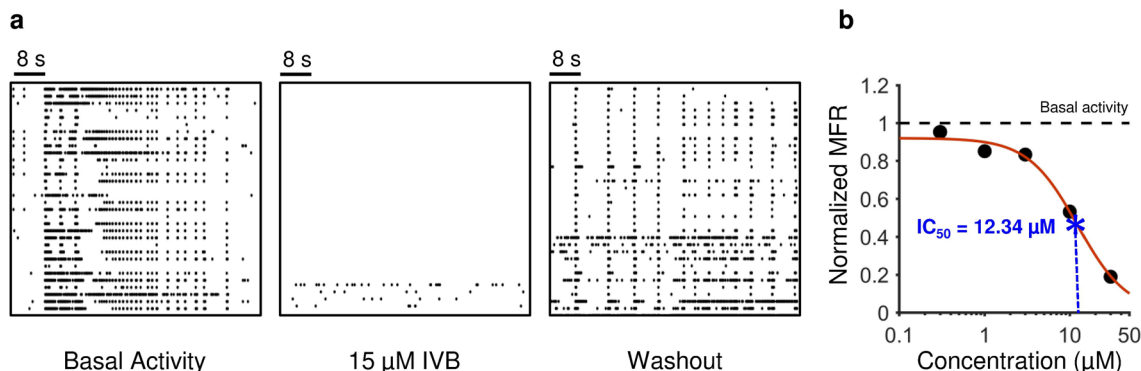 a
8 s
8 s
8 s
Basal Activity
15 µM IVB
Washout
b
Normalized MFR
1.2
1
0.8
0.6
0.4
0.2
0
Basal activity
IC50 = 12.34 µM
0.1
1
10
50
Concentration (µM)